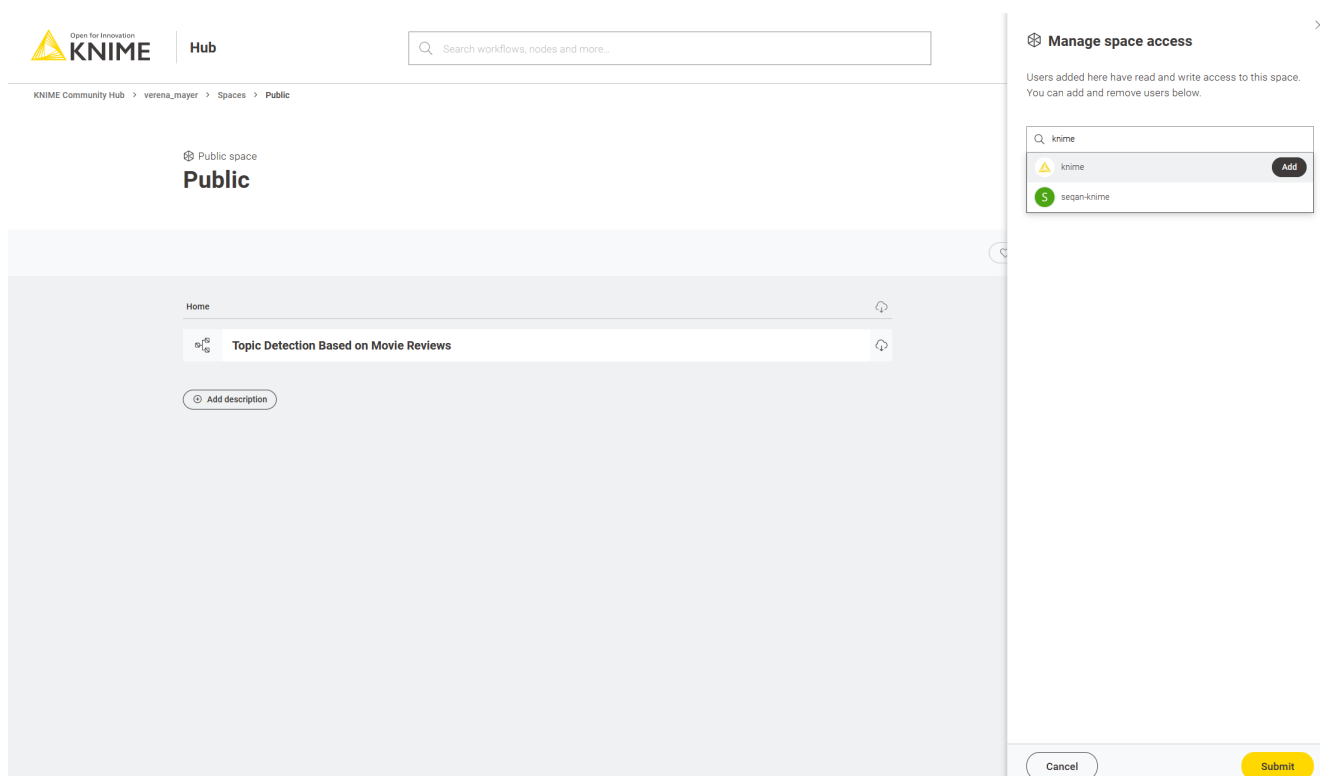 Open for Innovation
KNIME
Hub
Search workflows, nodes and more...
KNIME Community Hub > verena_mayer > Spaces > Public
Public space
Public
Home
Topic Detection Based on Movie Reviews
Add description
Manage space access
Users added here have read and write access to this space.
You can add and remove users below.
knime
knime
Add
S
seqan-knime
Cancel
Submit